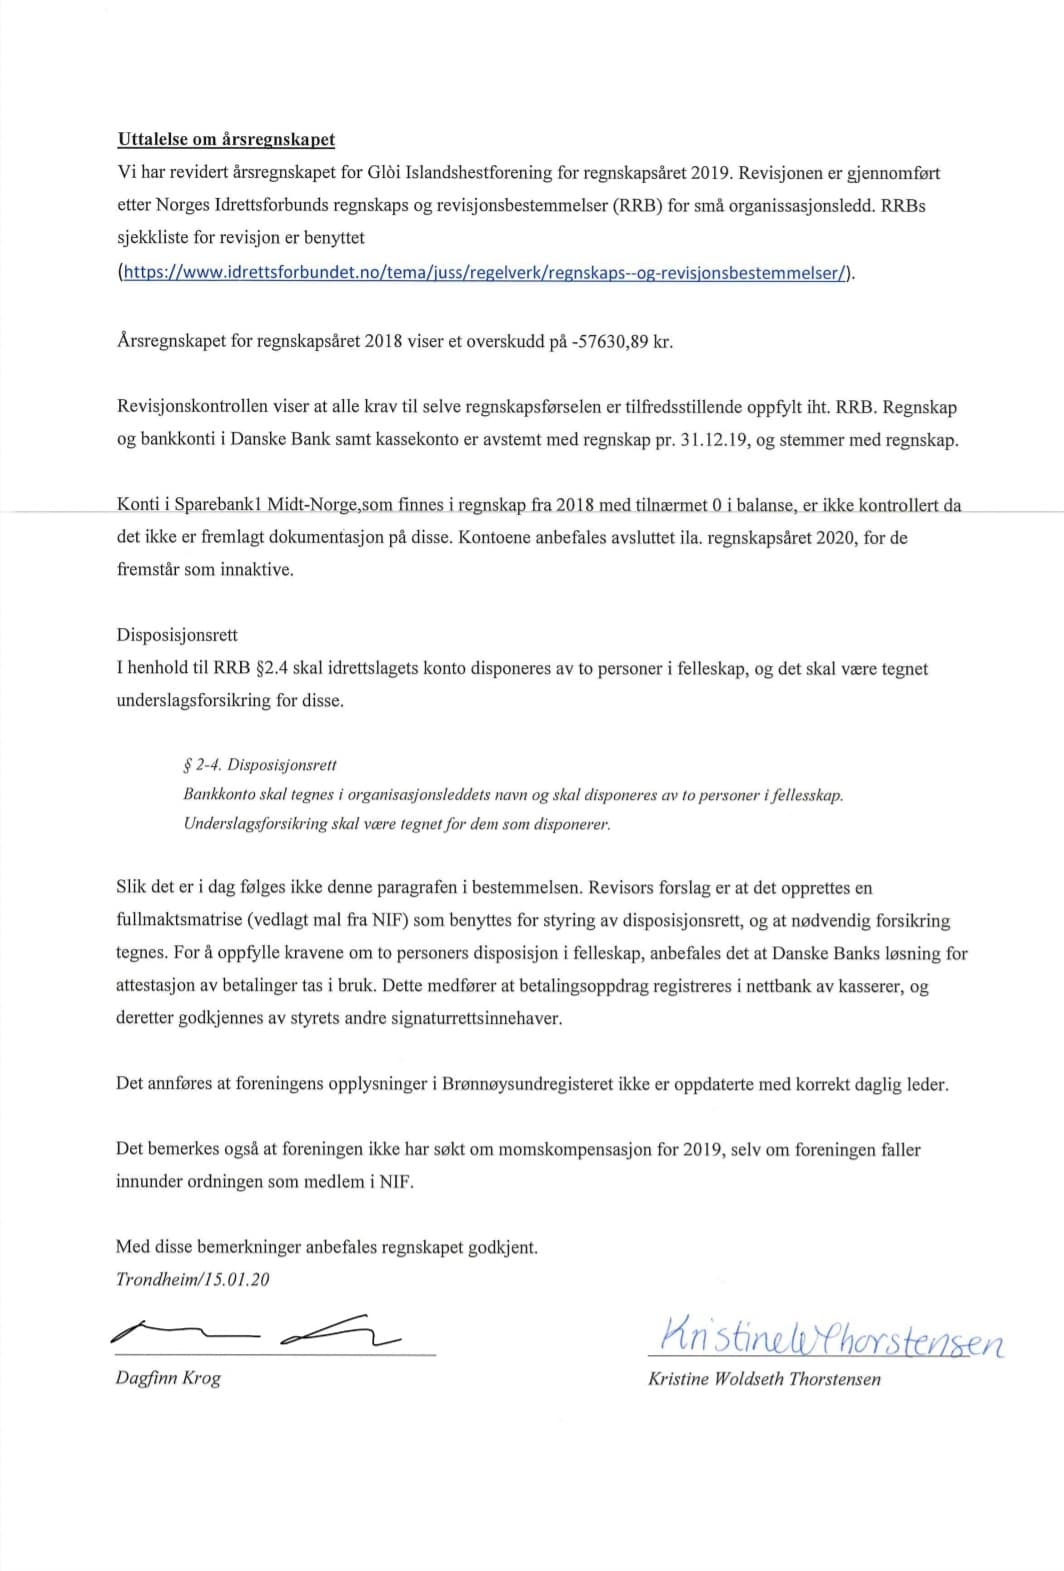 Uttalelse om årsregnskapet
Vi har revidert årsregnskapet for Glòi Islandshestforening for regnskapsåret 2019. Revisjonen er gjennomført
etter Norges Idrettsforbunds regnskaps og revisjonsbestemmelser (RRB) for små organissasjonsledd. RRBs
sjekkliste for revisjon er benyttet
(https://www.idrettsforbundet.no/tema/juss/regelverk/regnskaps--og-revisjonsbestemmelser/).
Årsregnskapet for regnskapsåret 2018 viser et overskudd på -57630,89 kr.
Revisjonskontrollen viser at alle krav til selve regnskapsførselen er tilfredsstillende oppfylt iht. RRB. Regnskap
og bankkonti i Danske Bank samt kassekonto er avstemt med regnskap pr. 31.12.19, og stemmer med regnskap.
Konti i Sparebank1 Midt-Norge,som finnes i regnskap fra 2018 med tilnærmet 0 i balanse, er ikke kontrollert da
det ikke er fremlagt dokumentasjon på disse. Kontoene anbefales avsluttet ila. regnskapsåret 2020, for de
fremstår som innaktive.
Disposisjonsrett
I henhold til RRB §2.4 skal idrettslagets konto disponeres av to personer i felleskap, og det skal være tegnet
underslagsforsikring for disse.
§ 2-4. Disposisjonsrett
Bankkonto skal tegnes i organisasjonsleddets navn og skal disponeres av to personer i fellesskap.
Underslagsforsikring skal være tegnet for dem som disponerer.
Slik det er i dag følges ikke denne paragrafen i bestemmelsen. Revisors forslag er at det opprettes en
fullmaktsmatrise (vedlagt mal fra NIF) som benyttes for styring av disposisjonsrett, og at nødvendig forsikring
tegnes. For å oppfylle kravene om to personers disposisjon i felleskap, anbefales det at Danske Banks løsning for
attestasjon av betalinger tas i bruk. Dette medfører at betalingsoppdrag registreres i nettbank av kasserer, og
deretter godkjennes av styrets andre signaturrettsinnehaver.
Det annføres at foreningens opplysninger i Brønnøysundregisteret ikke er oppdaterte med korrekt daglig leder.
Det bemerkes også at foreningen ikke har søkt om momskompensasjon for 2019, selv om foreningen faller
innunder ordningen som medlem i NIF.
Med disse bemerkninger anbefales regnskapet godkjent.
Trondheim/15.01.20
Kristine W Thorstensen
Dagfinn Krog
Kristine Woldseth Thorstensen